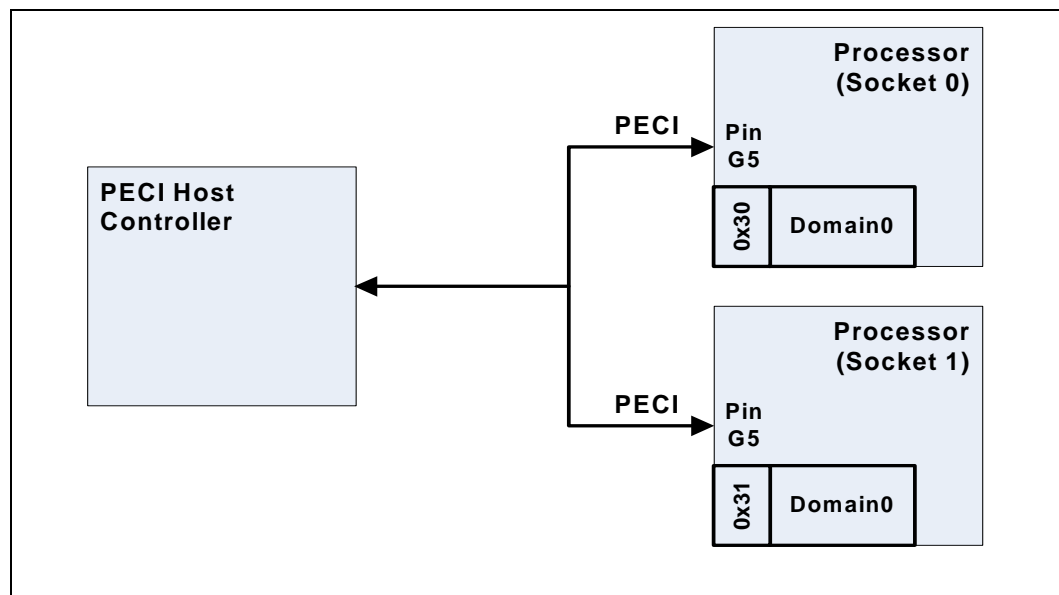 PECI Host
Controller
PECI
Processor
(Socket 0)
Pin
G5
0x30
Domain0
PECI
Processor
(Socket 1)
Pin
G5
0x31
Domain0